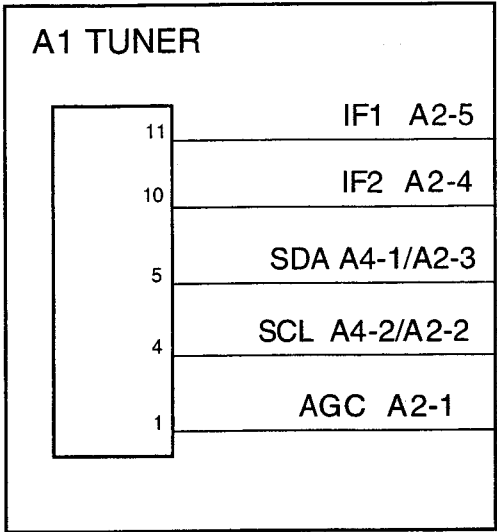 A1 TUNER
11 IF1 A2-5
10 IF2 A2-4
5 SDA A4-1/A2-3
4 SCL A4-2/A2-2
1 AGC A2-1